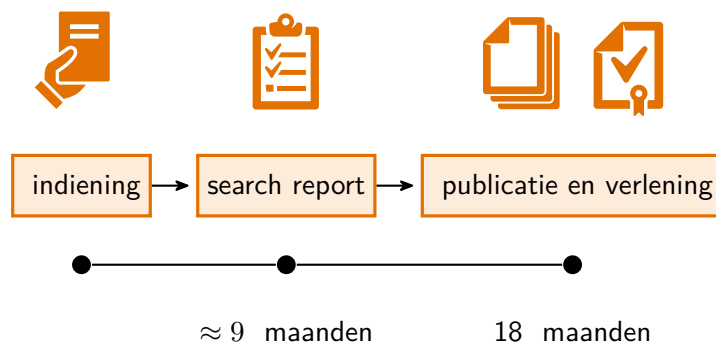 indiening search report publicatie en verlening
≈ 9 maanden 18 maanden